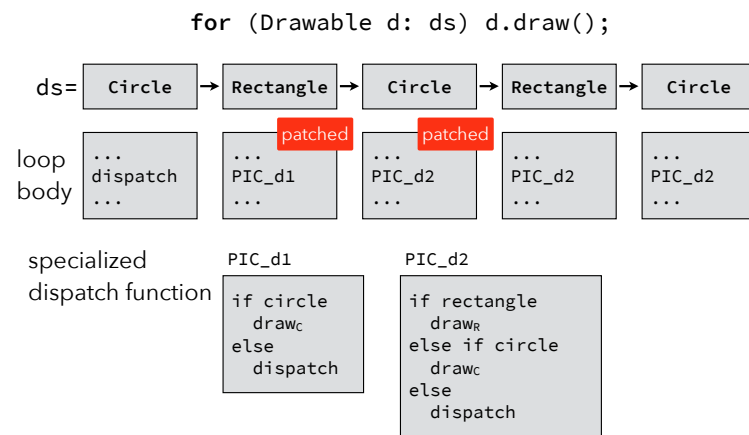 for (Drawable d: ds) d.draw();
ds= Circle Rectangle Circle Rectangle Circle
patched patched
loop body
... ... ... ... ...
dispatch PIC_d1 PIC_d2 PIC_d2 PIC_d2
... ... ... ... ...
specialized
dispatch function
PIC_d1
if circle
drawC
else
dispatch
PIC_d2
if rectangle
drawR
else if circle
drawC
else
dispatch